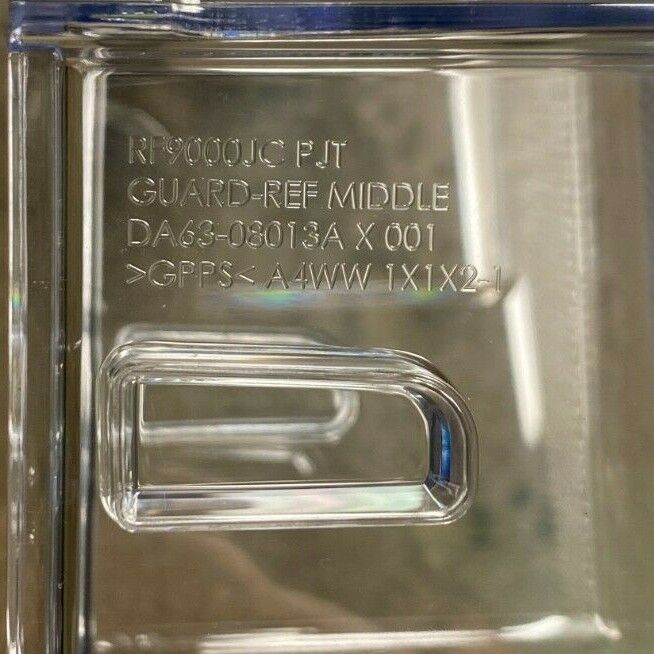 RF9000JC PJT
GUARD-REF MIDDLE
DA63-08013A X 001
>GPPS< A4WW 1X1X2-1